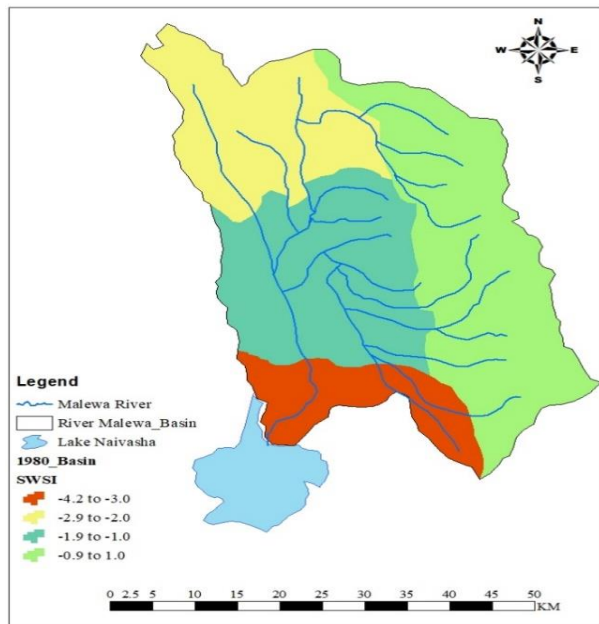 N
W E
S
Legend
Malewa River
River Malewa_Basin
Lake Naivasha
1980_Basin
SWSI
-4.2 to -3.0
-2.9 to -2.0
-1.9 to -1.0
-0.9 to 1.0
0 2.5 5 10 15 20 25 30 35 40 45 50
KM